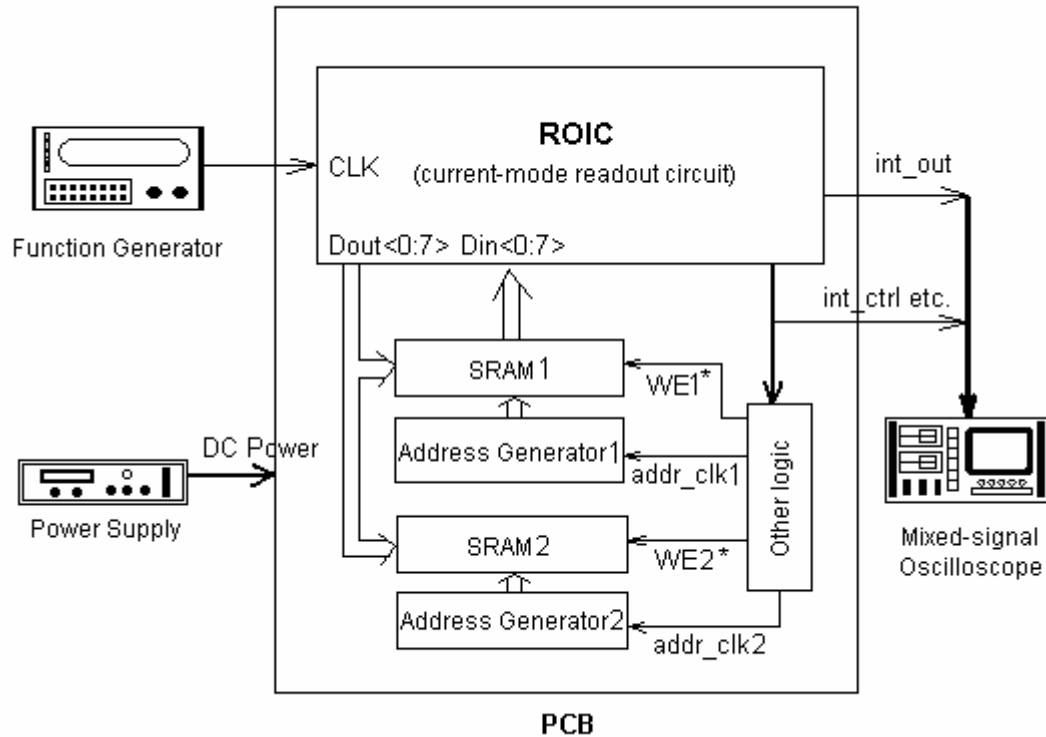 ROIC
(current-mode readout circuit)
CLK
Dout<0:7> Din<0:7>
Function Generator
int_out
int_ctrl etc.
SRAM1
WE1*
Address Generator1
addr_clk1
DC Power
Power Supply
SRAM2
WE2*
Address Generator2
addr_clk2
Other logic
Mixed-signal
Oscilloscope
PCB